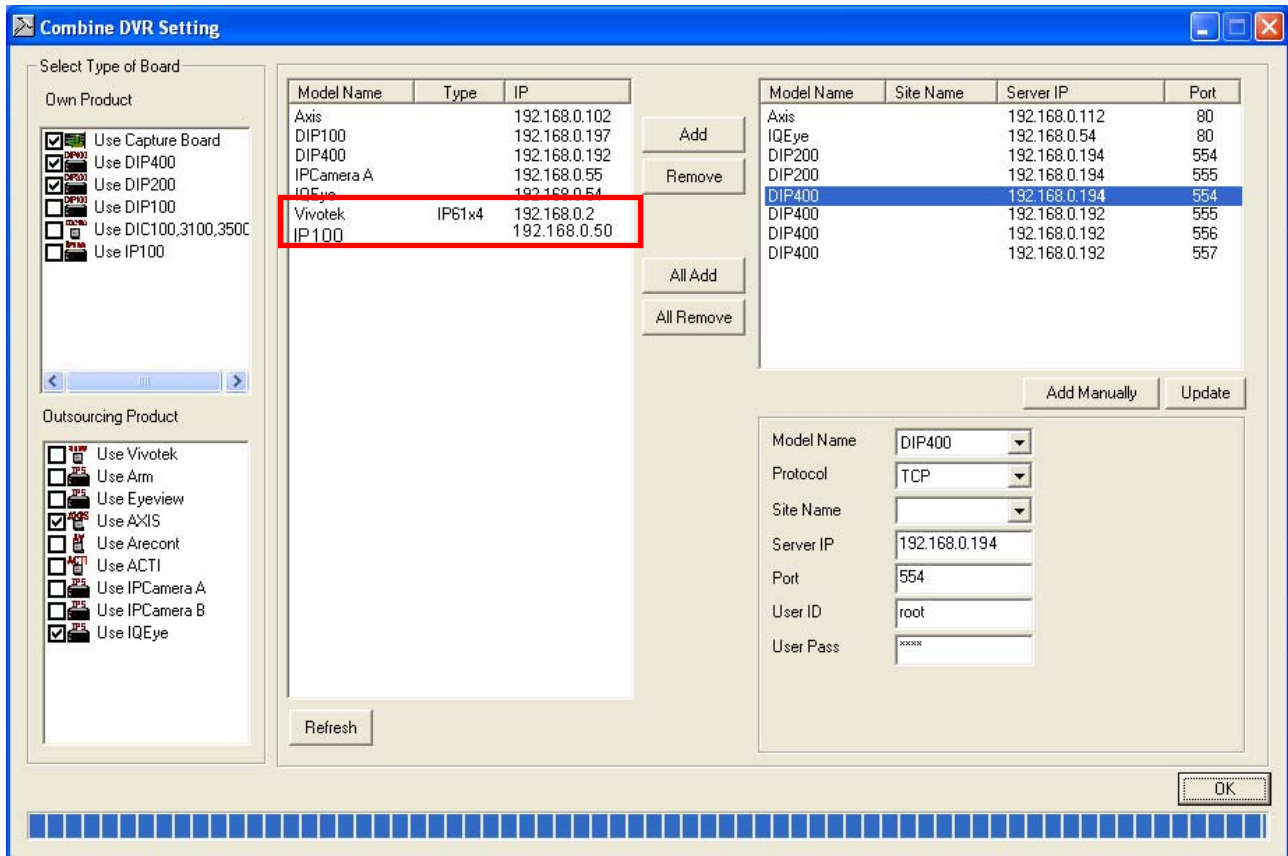 Combine DVR Setting
Select Type of Board
Own Product
Use Capture Board
Use DIP400
Use DIP200
Use DIP100
Use DIC100,3100,350C
Use IP100
Outsourcing Product
Use Vivotek
Use Arm
Use Eyeview
Use AXIS
Use Arecont
Use ACTI
Use IPCamera A
Use IPCamera B
Use IQEye
Model Name Type IP
Axis 192.168.0.102
DIP100 192.168.0.197
DIP400 192.168.0.192
IPCamera A 192.168.0.55
IQEye 192.168.0.54
Vivotek IP61x4 192.168.0.2
IP100 192.168.0.50
Refresh
Add
Remove
All Add
All Remove
Model Name Site Name Server IP Port
Axis 192.168.0.112 80
IQEye 192.168.0.54 80
DIP200 192.168.0.194 554
DIP200 192.168.0.194 555
DIP400 192.168.0.194 554
DIP400 192.168.0.192 555
DIP400 192.168.0.192 556
DIP400 192.168.0.192 557
Add Manually Update
Model Name DIP400
Protocol TCP
Site Name
Server IP 192.168.0.194
Port 554
User ID root
User Pass ××××
OK